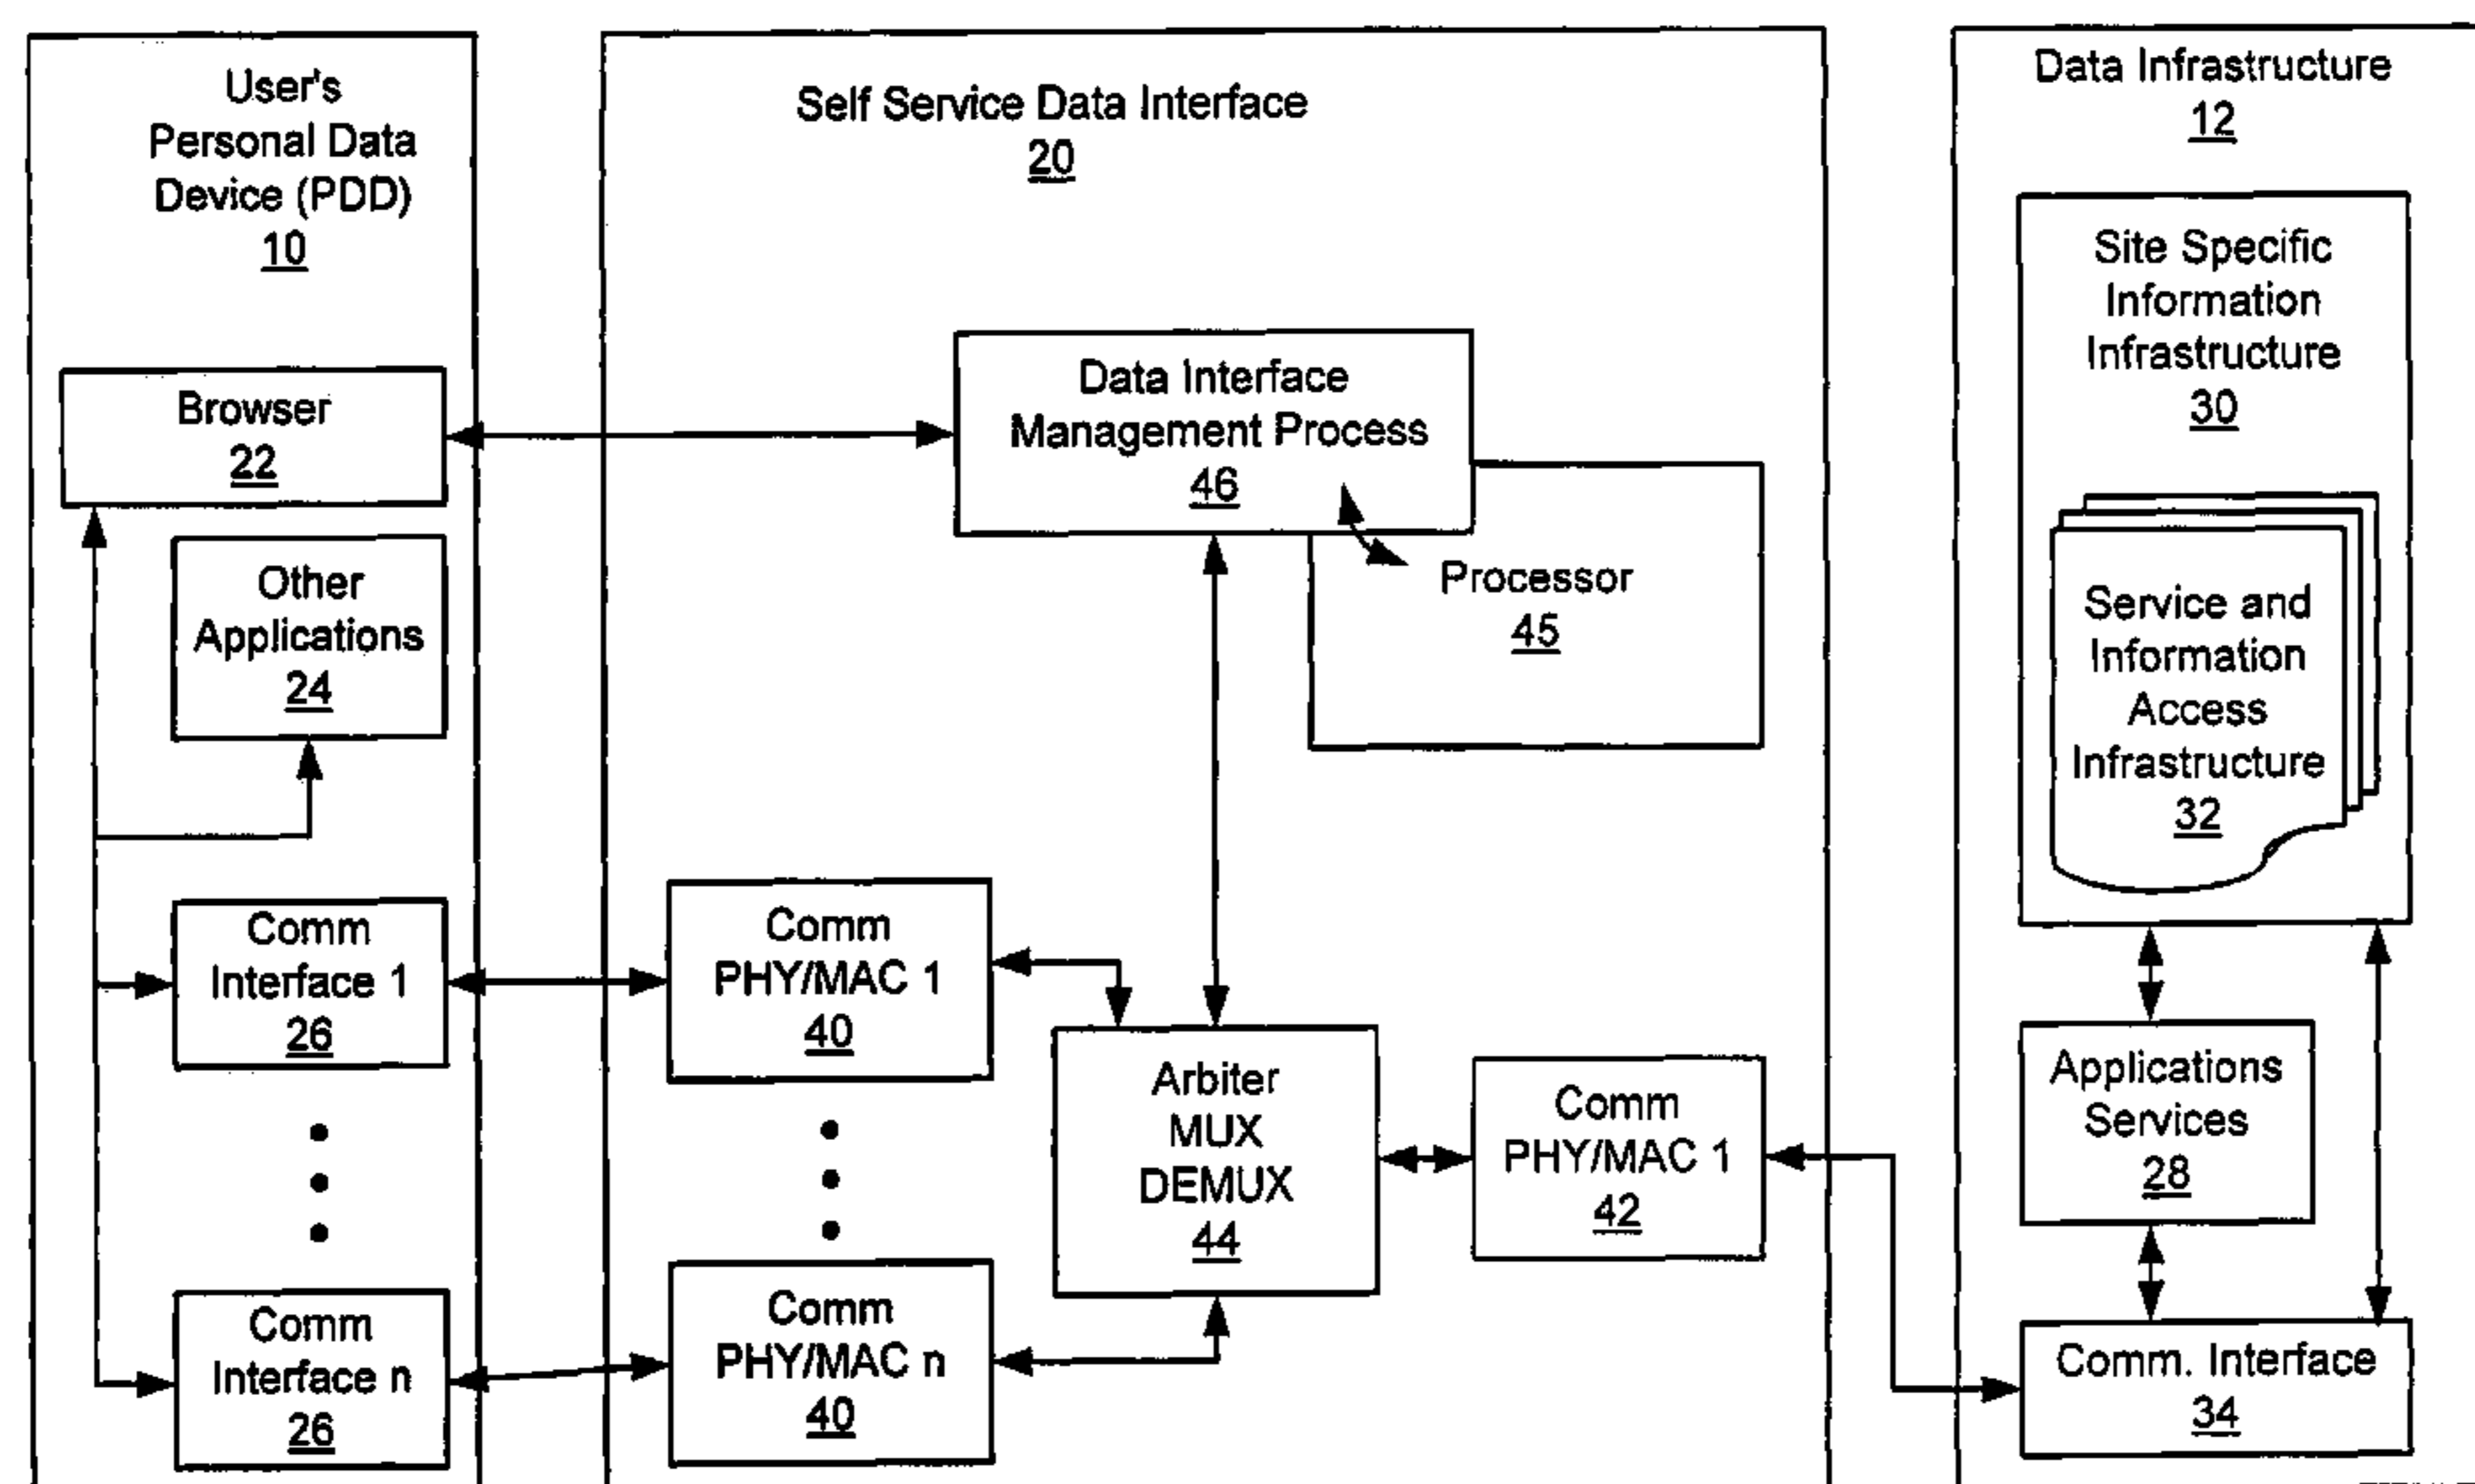 User's
Personal Data
Device (PDD)
10
Browser
22
Other
Applications
24
Comm
Interface 1
26
Comm
Interface n
26
Self Service Data Interface
20
Data Interface
Management Process
46
Processor
45
Comm
PHY/MAC 1
40
Comm
PHY/MAC n
40
Arbiter
MUX
DEMUX
44
Comm
PHY/MAC 1
42
Data Infrastructure
12
Site Specific
Information
Infrastructure
30
Service and
Information
Access
Infrastructure
32
Applications
Services
28
Comm. Interface
34